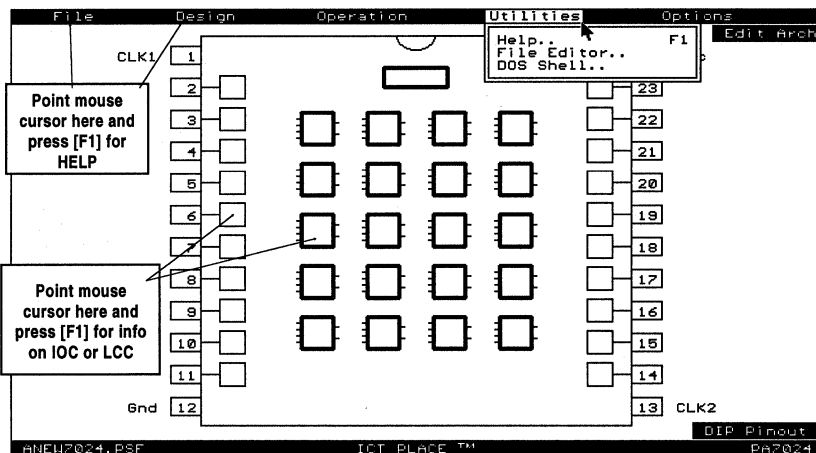 File Design Operation Utilities Options
Edit Arch
Help.. F1
File Editor..
DOS Shell..
CLK1 1
2 23
3 22
4 21
5 20
6 19
7 18
8 17
9 16
10 15
11 14
Gnd 12 13 CLK2
Point mouse
cursor here and
press [F1] for
HELP
Point mouse
cursor here and
press [F1] for info
on IOC or LCC
DIP Pinout
ANEW7024.PSF ICT PLACE TM PA7024